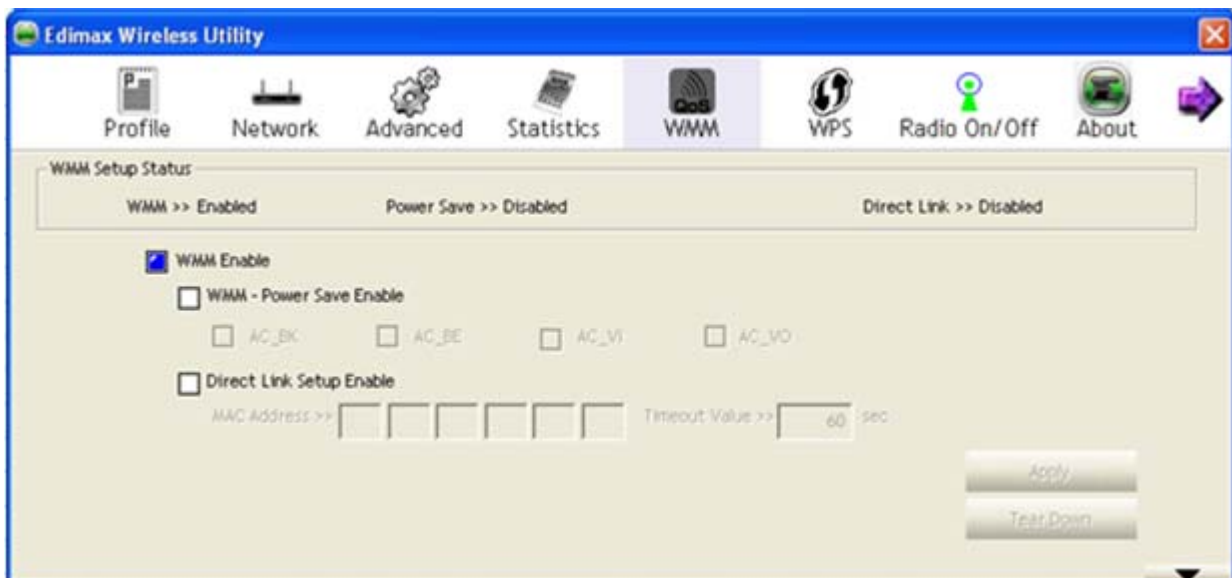 Edimax Wireless Utility
P
QoS
Profile Network Advanced Statistics WMM WPS Radio On/Off About
WMM Setup Status
WMM >> Enabled Power Save >> Disabled Direct Link >> Disabled
WMM Enable
WMM - Power Save Enable
AC_BK AC_BE AC_VI AC_VO
Direct Link Setup Enable
MAC Address >> Timeout Value >> 60 sec
Apply
Tear Down